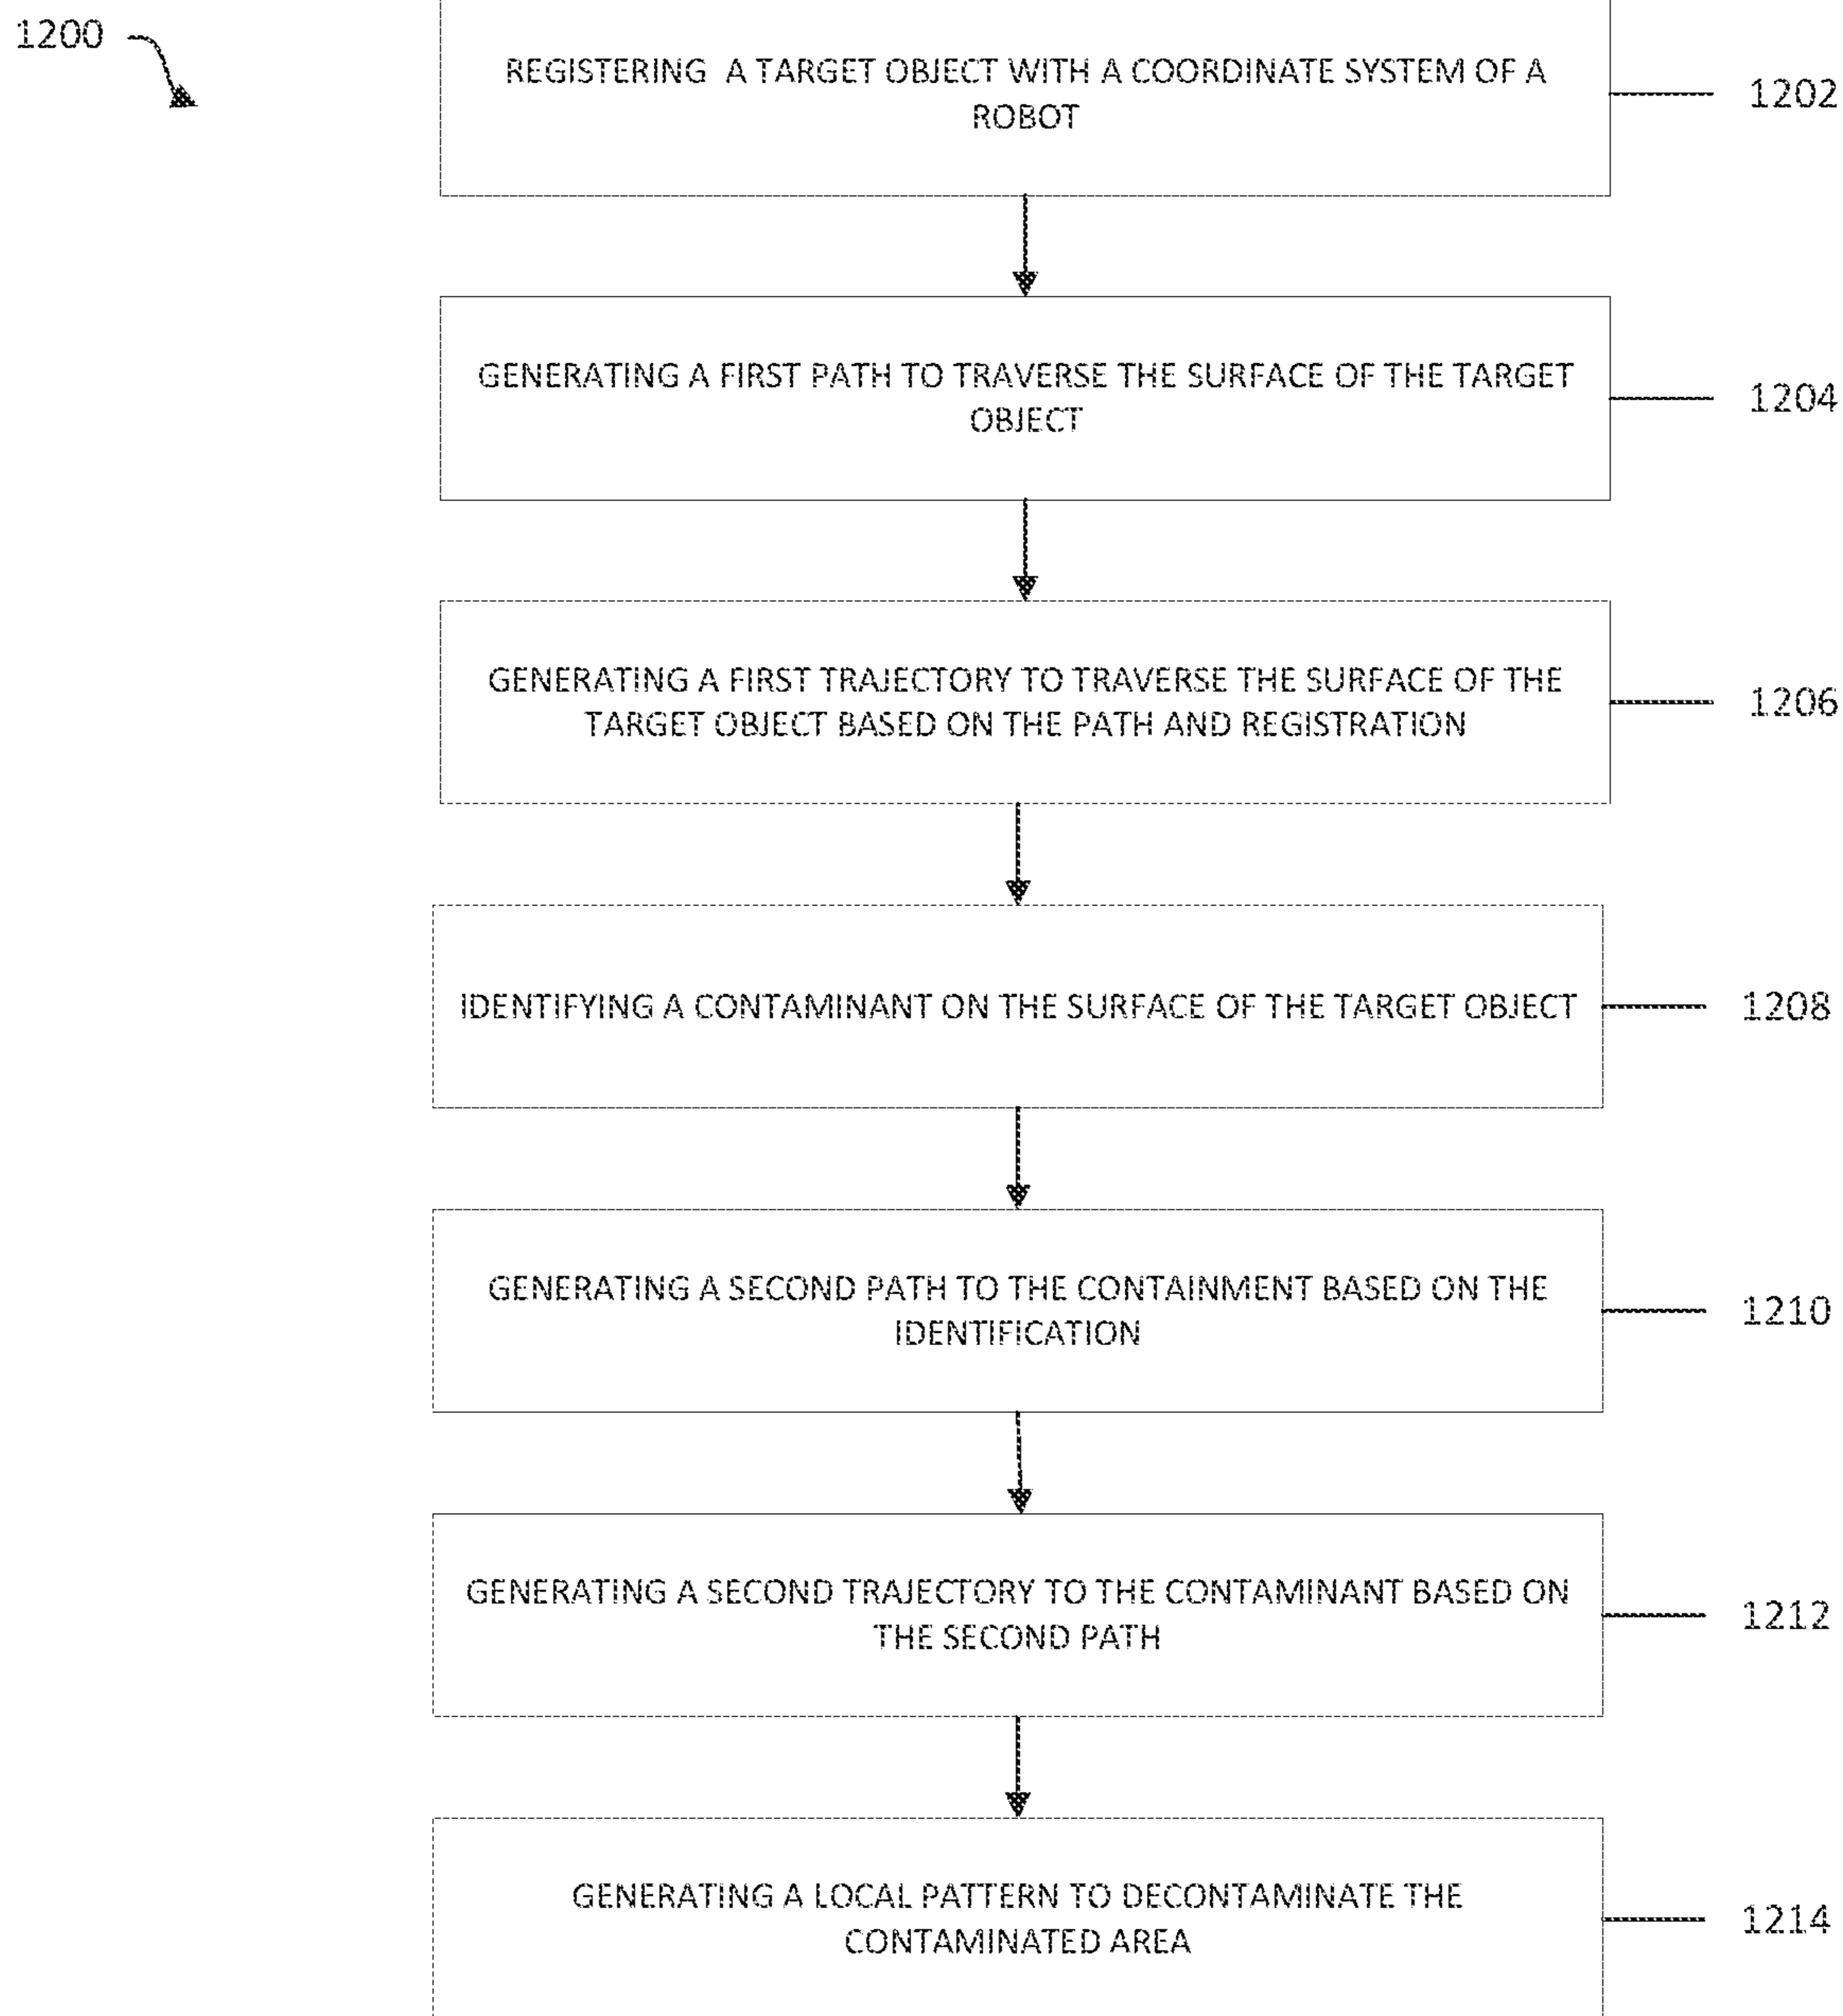 1200
REGISTERING A TARGET OBJECT WITH A COORDINATE SYSTEM OF A
ROBOT
1202
GENERATING A FIRST PATH TO TRAVERSE THE SURFACE OF THE TARGET
OBJECT
1204
GENERATING A FIRST TRAJECTORY TO TRAVERSE THE SURFACE OF THE
TARGET OBJECT BASED ON THE PATH AND REGISTRATION
1206
IDENTIFYING A CONTAMINANT ON THE SURFACE OF THE TARGET OBJECT
1208
GENERATING A SECOND PATH TO THE CONTAINMENT BASED ON THE
IDENTIFICATION
1210
GENERATING A SECOND TRAJECTORY TO THE CONTAMINANT BASED ON
THE SECOND PATH
1212
GENERATING A LOCAL PATTERN TO DECONTAMINATE THE
CONTAMINATED AREA
1214